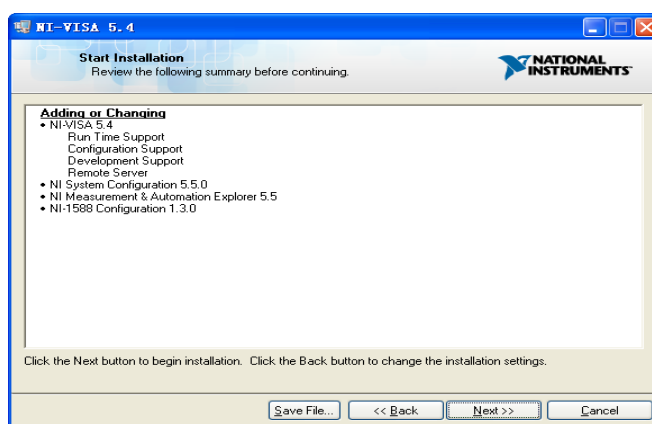 NI-VISA 5.4
Start Installation
Review the following summary before continuing.
NATIONAL
INSTRUMENTS
Adding or Changing
• NI-VISA 5.4
Run Time Support
Configuration Support
Development Support
Remote Server
• NI System Configuration 5.5.0
• NI Measurement & Automation Explorer 5.5
• NI-1588 Configuration 1.3.0
Click the Next button to begin installation. Click the Back button to change the installation settings.
Save File... << Back Next >> Cancel